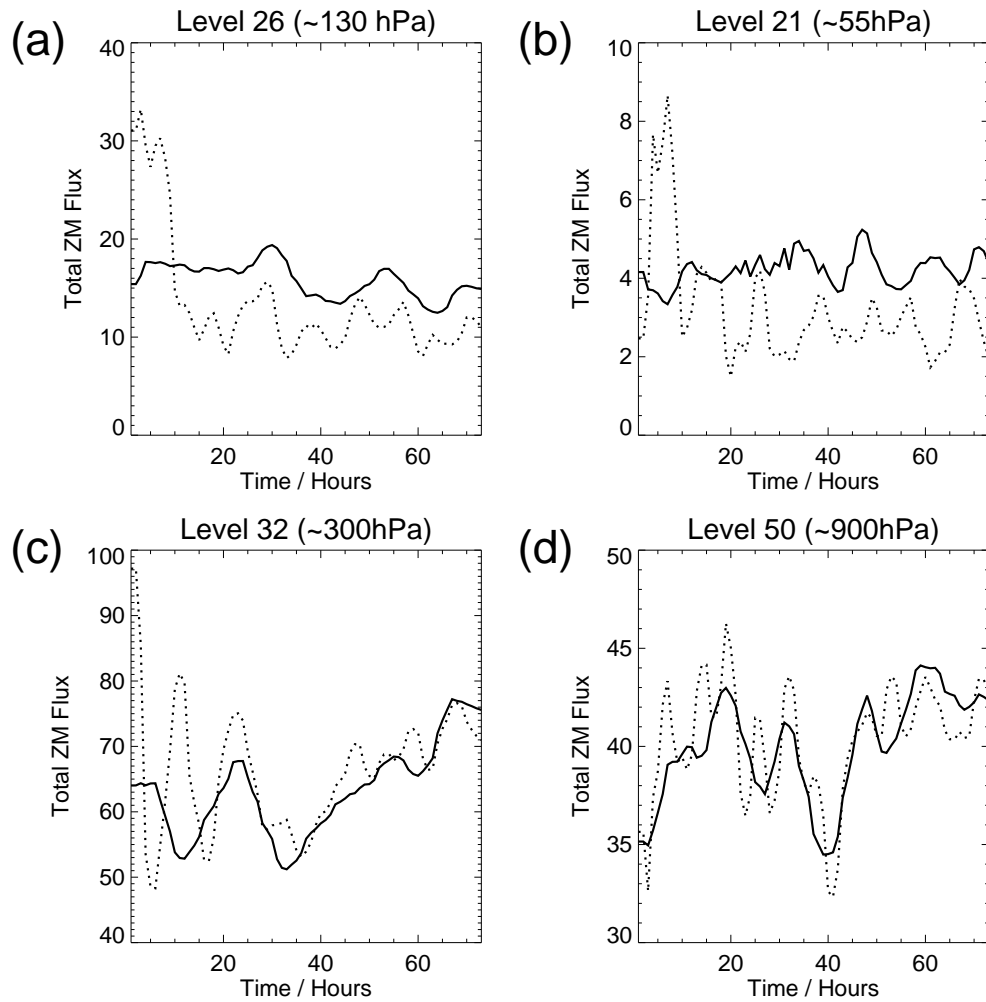 (a)
Level 26 (~130 hPa)
40
30
20
10
0
Total ZM Flux
20 40 60
Time / Hours
(b)
Level 21 (~55hPa)
10
8
6
4
2
0
Total ZM Flux
20 40 60
Time / Hours
(c)
Level 32 (~300hPa)
100
90
80
70
60
50
40
Total ZM Flux
20 40 60
Time / Hours
(d)
Level 50 (~900hPa)
50
45
40
35
30
Total ZM Flux
20 40 60
Time / Hours